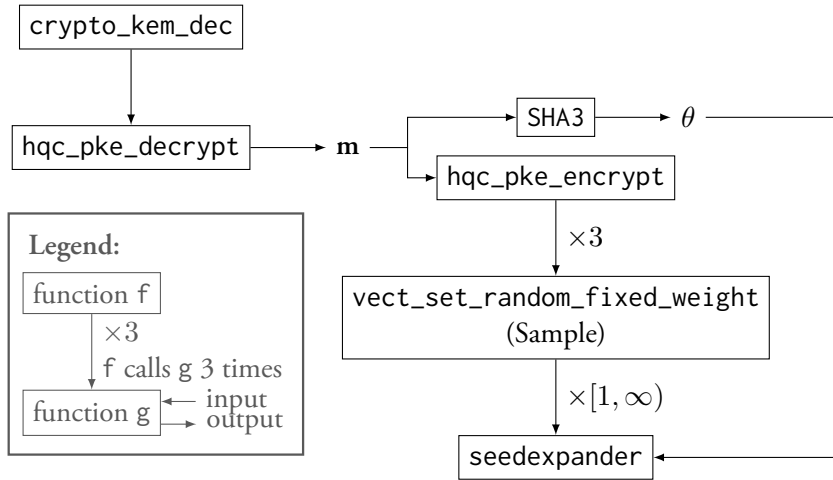 crypto_kem_dec
hqc_pke_decrypt
m
SHA3
θ
hqc_pke_encrypt
×3
vect_set_random_fixed_weight
(Sample)
×[1, ∞)
seedexpander
Legend:
function f
×3
f calls g 3 times
function g
input
output